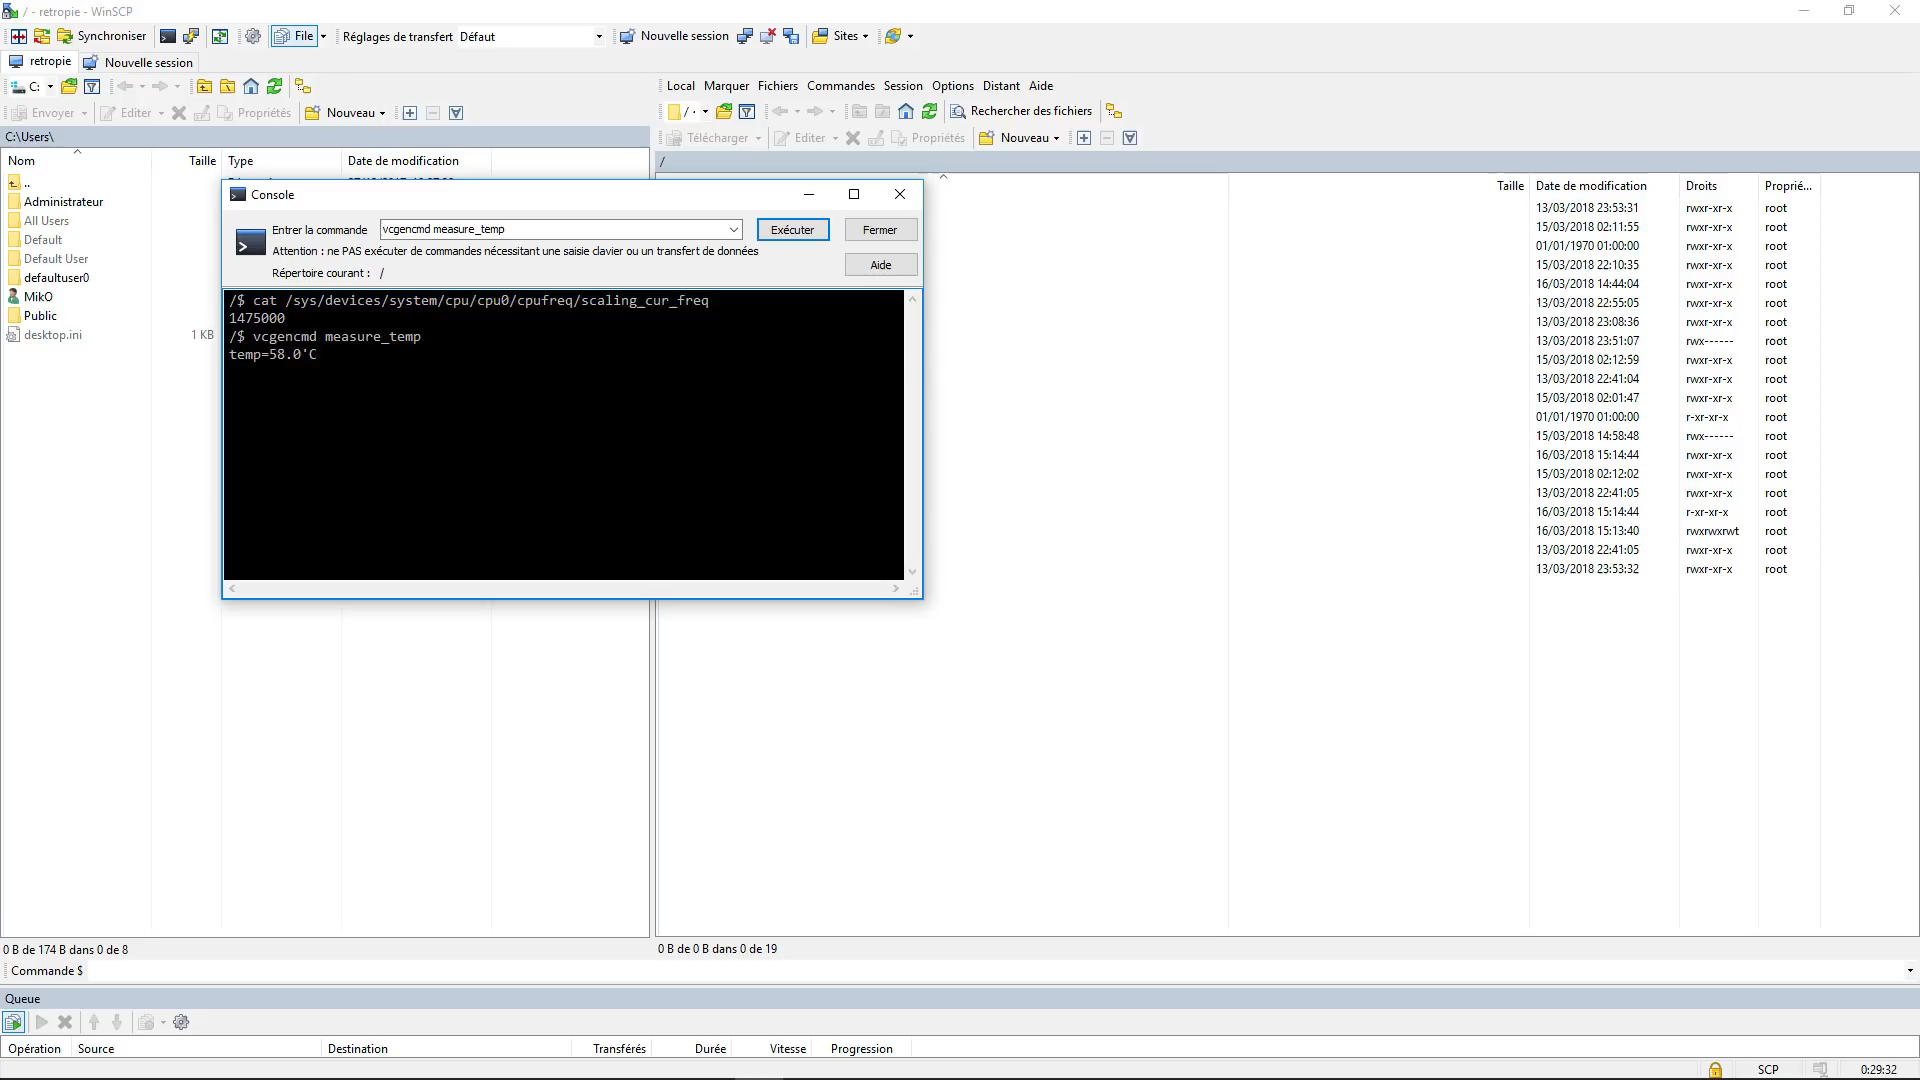 / - retropie - WinSCP
Synchroniser File Réglages de transfert Défaut Nouvelle session Sites
retropie Nouvelle session
C:
Envoyer Editer Propriétés Nouveau
C:\Users\
Nom Taille Type Date de modification
..
Administrateur
All Users
Default
Default User
defaultuser0
MikO
Public
desktop.ini 1 KB
Local Marquer Fichiers Commandes Session Options Distant Aide
/ Rechercher des fichiers
Télécharger Editer Propriétés Nouveau
/
Taille Date de modification Droits Proprié...
13/03/2018 23:53:31 rwxr-xr-x root
15/03/2018 02:11:55 rwxr-xr-x root
01/01/1970 01:00:00 rwxr-xr-x root
15/03/2018 22:10:35 rwxr-xr-x root
16/03/2018 14:44:04 rwxr-xr-x root
13/03/2018 22:55:05 rwxr-xr-x root
13/03/2018 23:08:36 rwxr-xr-x root
13/03/2018 23:51:07 rwx------ root
15/03/2018 02:12:59 rwxr-xr-x root
13/03/2018 22:41:04 rwxr-xr-x root
15/03/2018 02:01:47 rwxr-xr-x root
01/01/1970 01:00:00 r-xr-xr-x root
15/03/2018 14:58:48 rwx------ root
16/03/2018 15:14:44 rwxr-xr-x root
15/03/2018 02:12:02 rwxr-xr-x root
13/03/2018 22:41:05 rwxr-xr-x root
16/03/2018 15:14:44 r-xr-xr-x root
16/03/2018 15:13:40 rwxrwxrwt root
13/03/2018 22:41:05 rwxr-xr-x root
13/03/2018 23:53:32 rwxr-xr-x root
Console
Entrer la commande vcgencmd measure_temp Exécuter Fermer
Attention : ne PAS exécuter de commandes nécessitant une saisie clavier ou un transfert de données
Aide
Répertoire courant : /
/$ cat /sys/devices/system/cpu/cpu0/cpufreq/scaling_cur_freq
1475000
/$ vcgencmd measure_temp
temp=58.0'C
0 B de 174 B dans 0 de 8
0 B de 0 B dans 0 de 19
Commande $
Queue
Opération Source Destination Transférés Durée Vitesse Progression
SCP 0:29:32